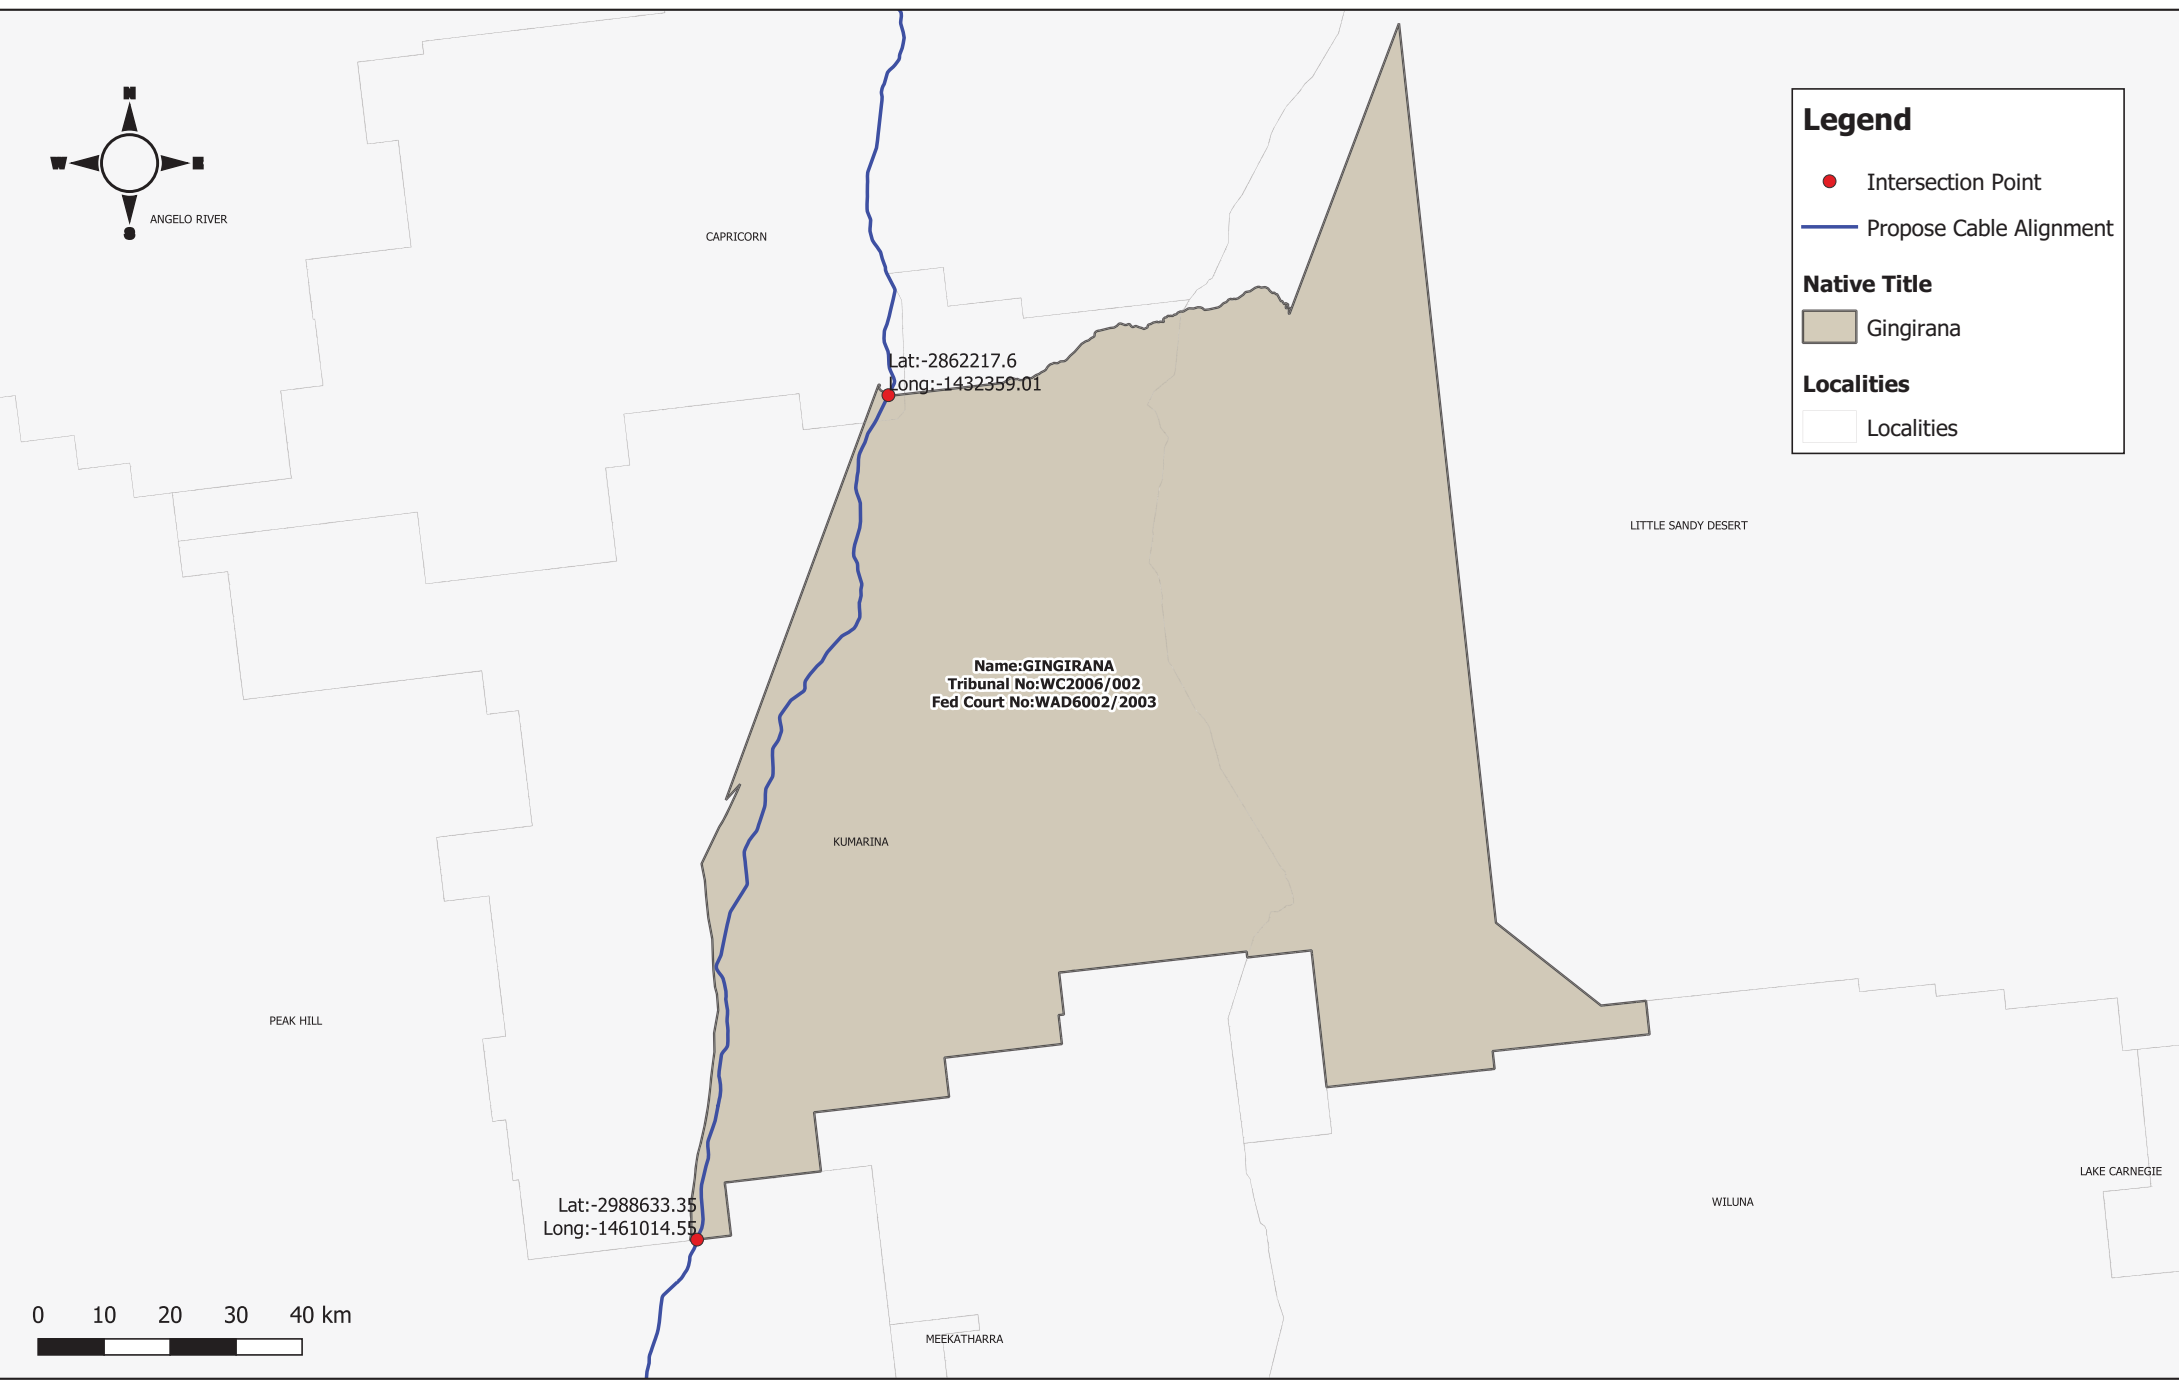 N
W
E
S
ANGELO RIVER
CAPRICORN
Legend
Intersection Point
Propose Cable Alignment
Native Title
Gingirana
Localities
Localities
Lat:-2862217.6
Long:-1432359.01
LITTLE SANDY DESERT
Name:GINGIRANA
Tribunal No:WC2006/002
Fed Court No:WAD6002/2003
KUMARINA
PEAK HILL
LAKE CARNEGIE
WILUNA
Lat:-2988633.35
Long:-1461014.55
MEEKATHARRA
0 10 20 30 40 km